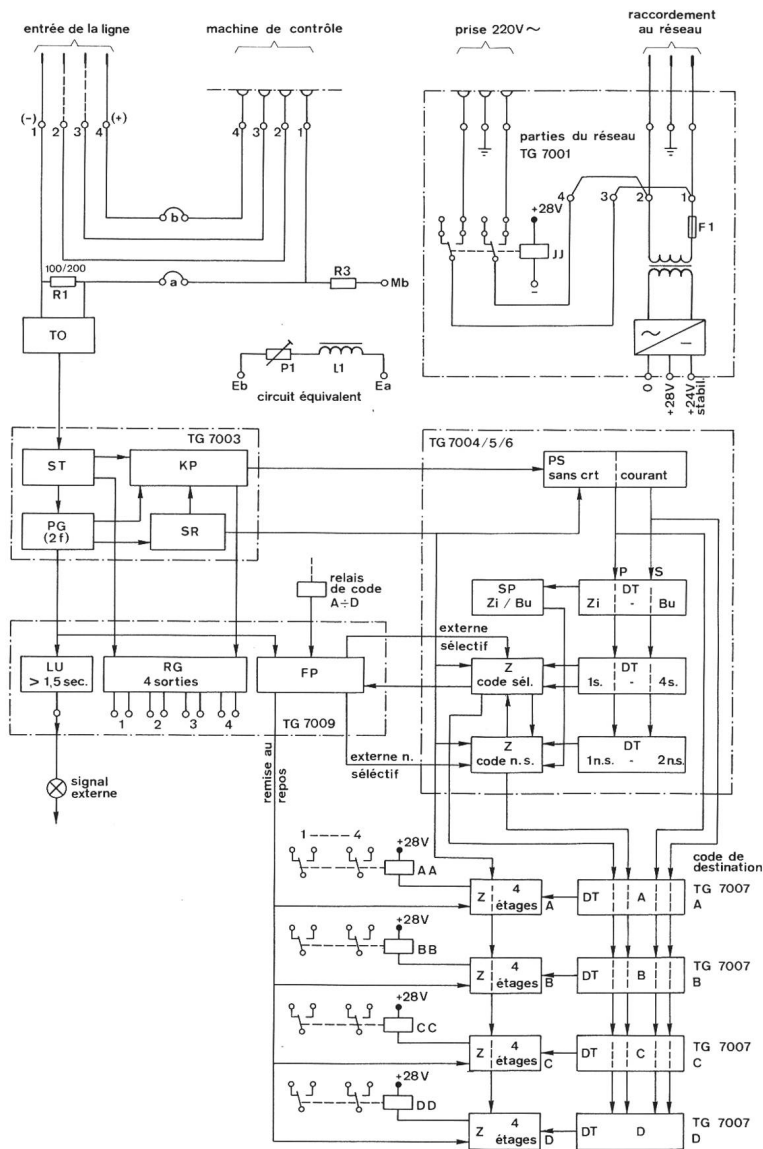 entrée de la ligne
machine de contrôle
prise 220V ~
raccordement
au réseau
(-)
1
2
3
4
(+)
4
3
2
1
parties du réseau
TG 7001
4
3
2
1
+28V
JJ
-
F1
b
a
100/200
R1
R3
Mb
TO
P1
L1
Eb
Ea
circuit équivalent
~
-
0
+28V
+24V
stabil.
TG 7003
ST
KP
PG
(2f)
SR
TG 7004/5/6
PS
sans crt
courant
P
S
SP
Zi / Bu
DT
Zi - Bu
relais
de code
A÷D
externe
sélectif
LU
> 1,5 sec.
RG
4 sorties
1 2 3 4
FP
TG 7009
Z
code sél.
DT
1s. - 4s.
Z
code n.s.
DT
1n.s. - 2n.s.
externe n.
séléctif
remise au
repos
signal
externe
code de
destination
1 ----- 4
+28V
AA
Z 4
étages
A
DT A
TG 7007
A
+28V
BB
Z 4
étages
B
DT B
TG 7007
B
+28V
CC
Z 4
étages
C
DT C
TG 7007
C
+28V
DD
Z 4
étages
D
DT D
TG 7007
D